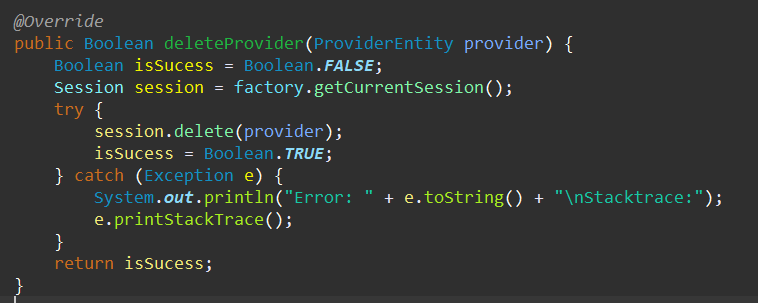 @Override
public Boolean deleteProvider(ProviderEntity provider) {
    Boolean isSucess = Boolean.FALSE;
    Session session = factory.getCurrentSession();
    try {
        session.delete(provider);
        isSucess = Boolean.TRUE;
    } catch (Exception e) {
        System.out.println("Error: " + e.toString() + "\nStacktrace:");
        e.printStackTrace();
    }
    return isSucess;
}